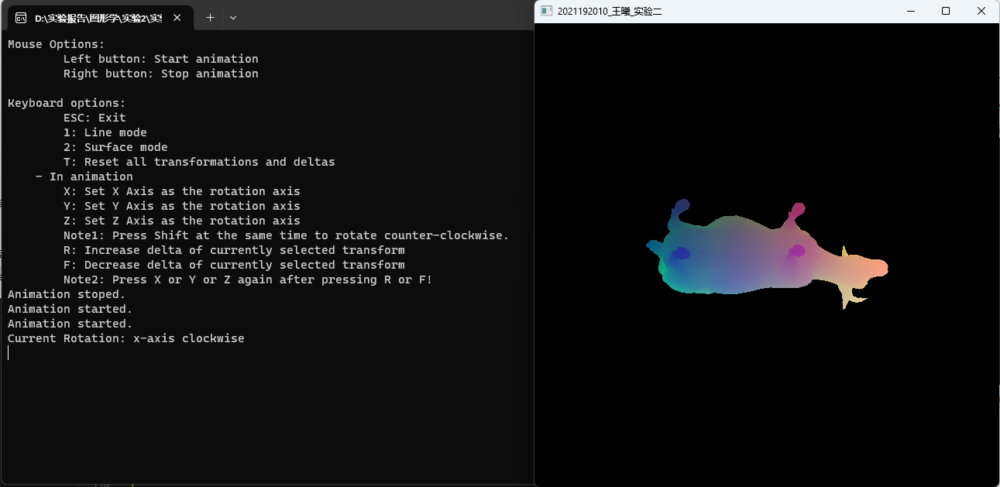 D:\实验报告\图形学\实验2\实
Mouse Options:
Left button: Start animation
Right button: Stop animation
Keyboard options:
ESC: Exit
1: Line mode
2: Surface mode
T: Reset all transformations and deltas
- In animation
X: Set X Axis as the rotation axis
Y: Set Y Axis as the rotation axis
Z: Set Z Axis as the rotation axis
Note1: Press Shift at the same time to rotate counter-clockwise.
R: Increase delta of currently selected transform
F: Decrease delta of currently selected transform
Note2: Press X or Y or Z again after pressing R or F!
Animation stoped.
Animation started.
Animation started.
Current Rotation: x-axis clockwise
2021192010_王曦_实验二